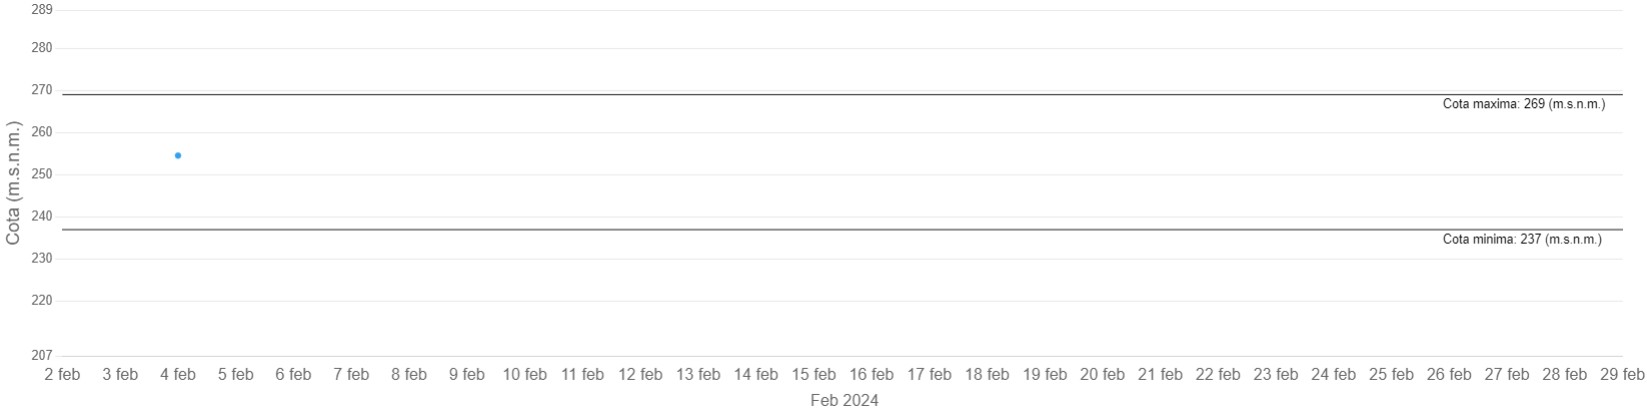 289
280
270
Cota maxima: 269 (m.s.n.m.)
260
250
240
Cota minima: 237 (m.s.n.m.)
230
220
207
Cota (m.s.n.m.)
2 feb 3 feb 4 feb 5 feb 6 feb 7 feb 8 feb 9 feb 10 feb 11 feb 12 feb 13 feb 14 feb 15 feb 16 feb 17 feb 18 feb 19 feb 20 feb 21 feb 22 feb 23 feb 24 feb 25 feb 26 feb 27 feb 28 feb 29 feb
Feb 2024